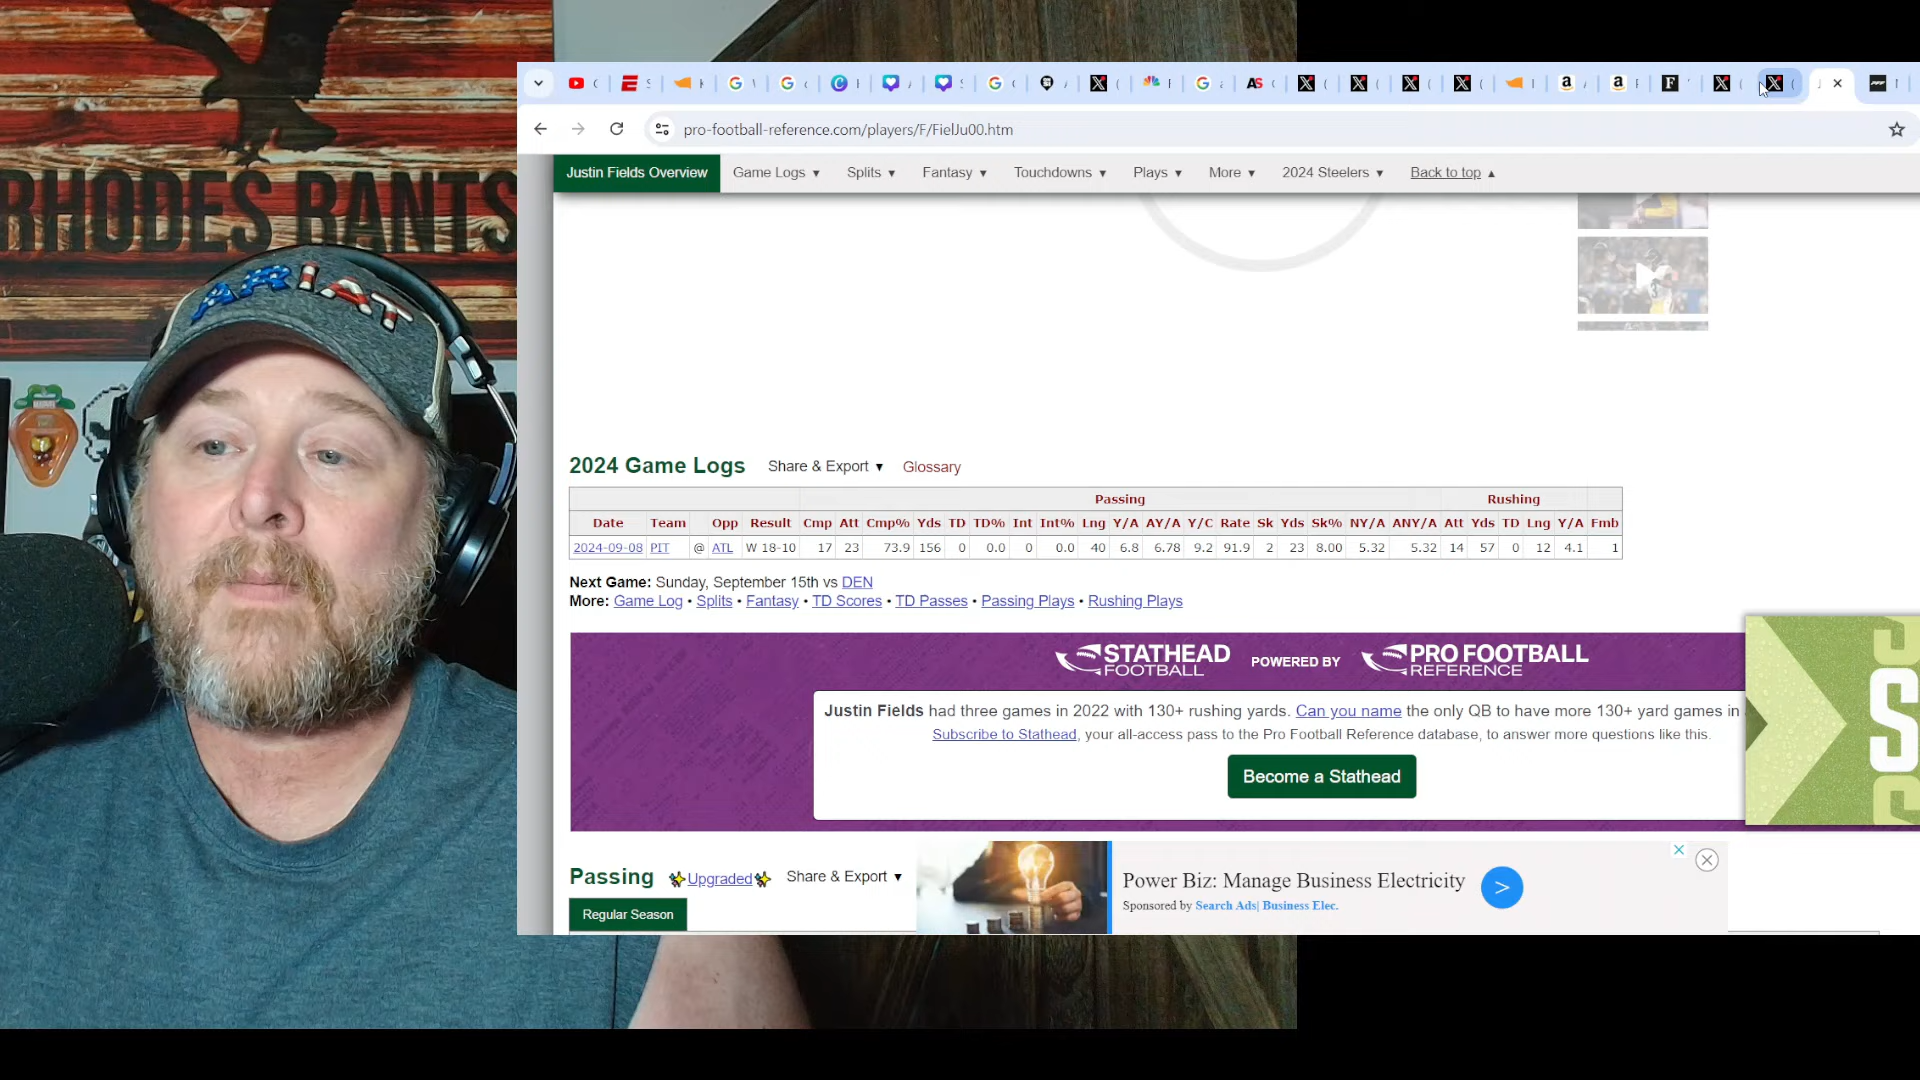 RHODES RANTS
ARIAT
pro-football-reference.com/players/F/FielJu00.htm
Justin Fields Overview Game Logs ▼ Splits ▼ Fantasy ▼ Touchdowns ▼ Plays ▼ More ▼ 2024 Steelers ▼ Back to top ▲
2024 Game Logs Share & Export ▼ Glossary
Passing Rushing
Date Team Opp Result Cmp Att Cmp% Yds TD TD% Int Int% Lng Y/A AY/A Y/C Rate Sk Yds Sk% NY/A ANY/A Att Yds TD Lng Y/A Fmb
2024-09-08 PIT @ ATL W 18-10 17 23 73.9 156 0 0.0 0 0.0 40 6.8 6.78 9.2 91.9 2 23 8.00 5.32 5.32 14 57 0 12 4.1 1
Next Game: Sunday, September 15th vs DEN
More: Game Log • Splits • Fantasy • TD Scores • TD Passes • Passing Plays • Rushing Plays
STATHEAD FOOTBALL POWERED BY PRO FOOTBALL REFERENCE
Justin Fields had three games in 2022 with 130+ rushing yards. Can you name the only QB to have more 130+ yard games in
Subscribe to Stathead, your all-access pass to the Pro Football Reference database, to answer more questions like this.
Become a Stathead
Passing ✨Upgraded✨ Share & Export ▼
Regular Season
Power Biz: Manage Business Electricity
Sponsored by Search Ads| Business Elec.